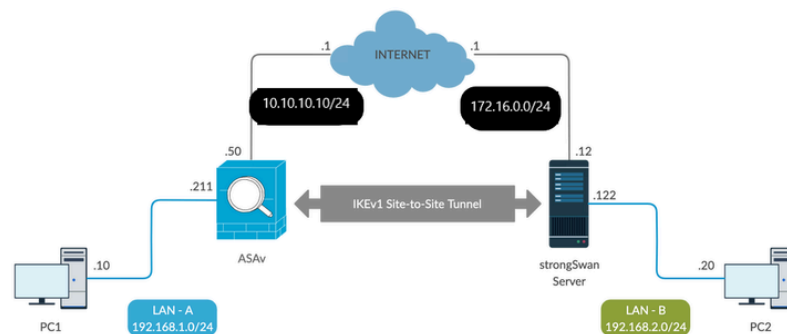 .1
INTERNET
.1
10.10.10.10/24
172.16.0.0/24
.50
.12
.211
IKEv1 Site-to-Site Tunnel
.122
ASAv
strongSwan
Server
.10
.20
PC1
LAN - A
192.168.1.0/24
LAN - B
192.168.2.0/24
PC2